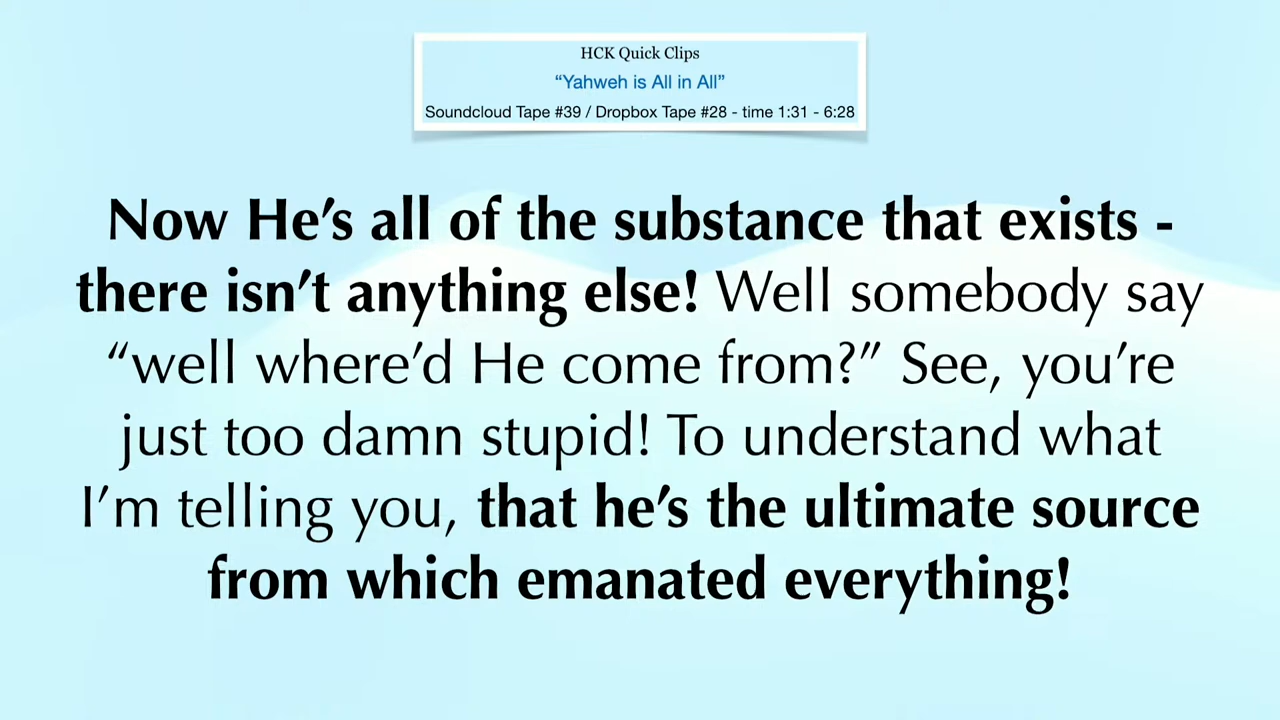 HCK Quick Clips
“Yahweh is All in All”
Soundcloud Tape #39 / Dropbox Tape #28 - time 1:31 - 6:28
Now He’s all of the substance that exists -
there isn’t anything else! Well somebody say
“well where’d He come from?” See, you’re
just too damn stupid! To understand what
I’m telling you, that he’s the ultimate source
from which emanated everything!